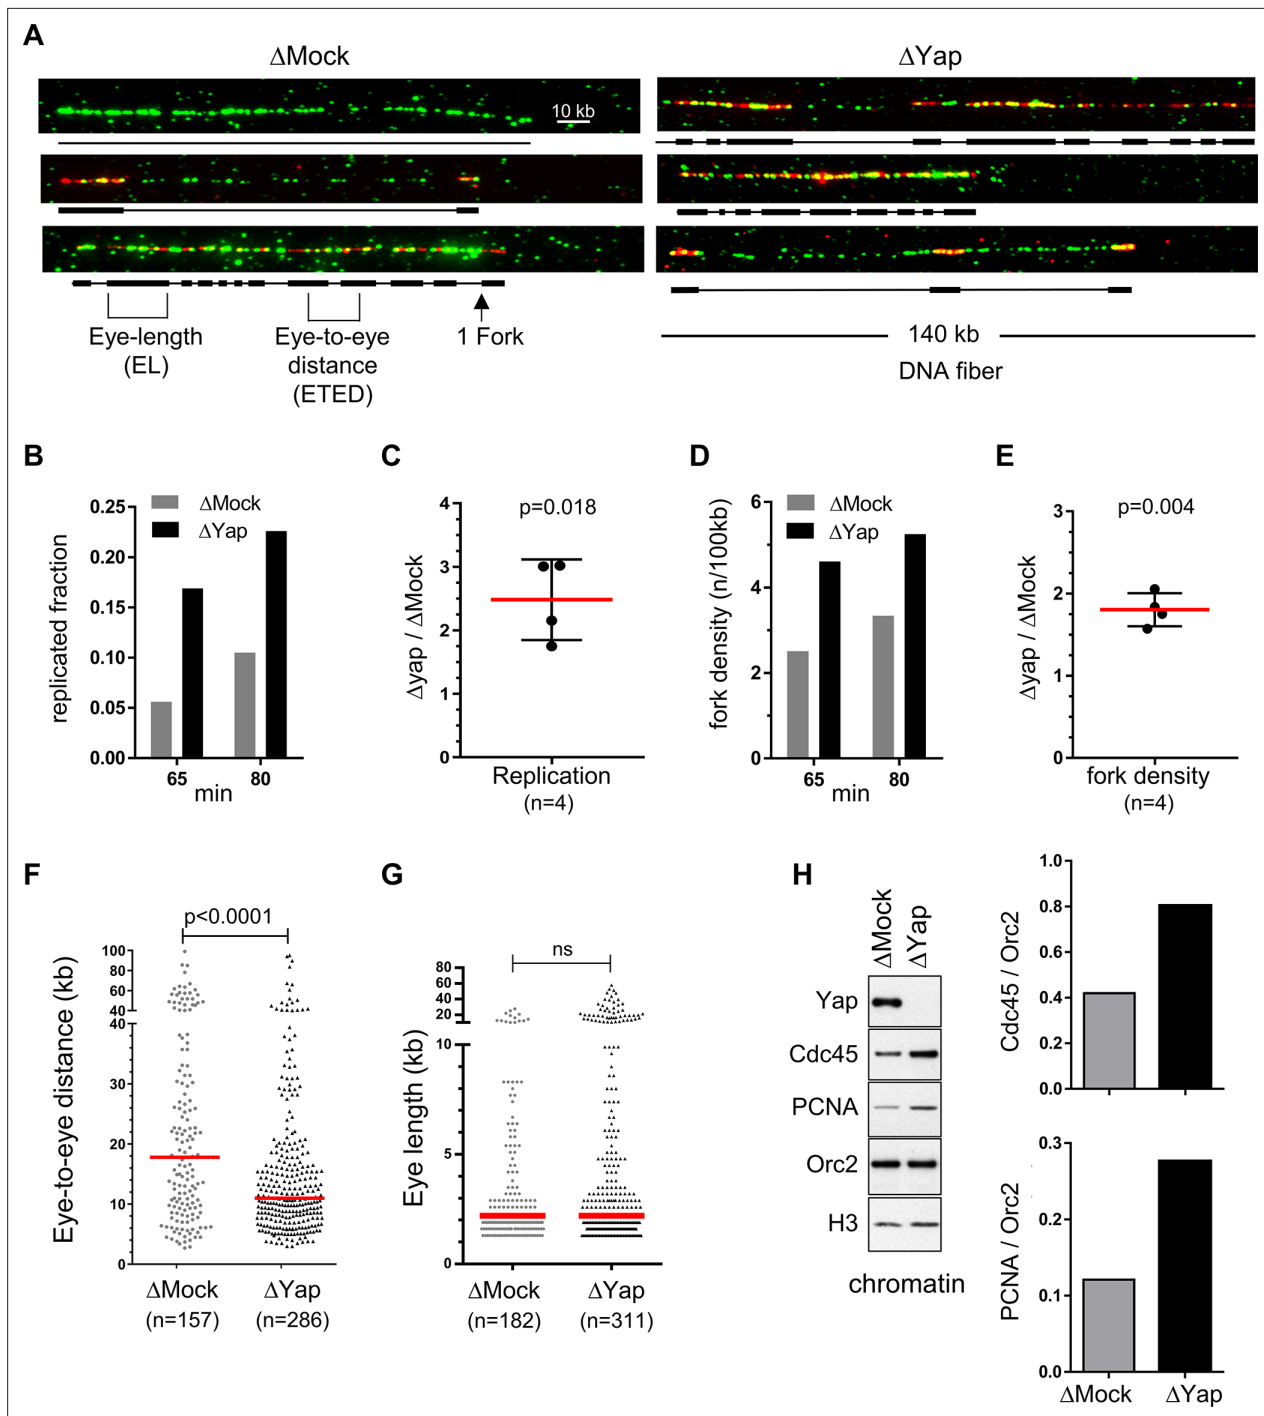 A
ΔMock
ΔYap
10 kb
Eye-length
(EL)
Eye-to-eye
distance
(ETED)
1 Fork
140 kb
DNA fiber
B
replicated fraction
0.25
0.20
0.15
0.10
0.05
0.00
ΔMock
ΔYap
65
80
min
C
Δyap / ΔMock
4
3
2
1
0
p=0.018
Replication
(n=4)
D
fork density (n/100kb)
6
4
2
0
ΔMock
ΔYap
65
80
min
E
Δyap / ΔMock
3
2
1
0
p=0.004
fork density
(n=4)
F
p<0.0001
Eye-to-eye distance (kb)
100
80
60
40
40
30
20
10
0
ΔMock
(n=157)
ΔYap
(n=286)
G
ns
Eye length (kb)
80
60
40
20
10
5
0
ΔMock
(n=182)
ΔYap
(n=311)
H
ΔMock
ΔYap
Yap
Cdc45
PCNA
Orc2
H3
chromatin
Cdc45 / Orc2
1.0
0.8
0.6
0.4
0.2
0.0
PCNA / Orc2
0.3
0.2
0.1
0.0
ΔMock
ΔYap